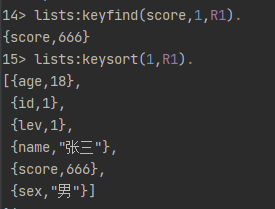 14> lists:keyfind(score,1,R1).
{score,666}
15> lists:keysort(1,R1).
[{age,18},
{id,1},
{lev,1},
{name,"张三"},
{score,666},
{sex,"男"}]